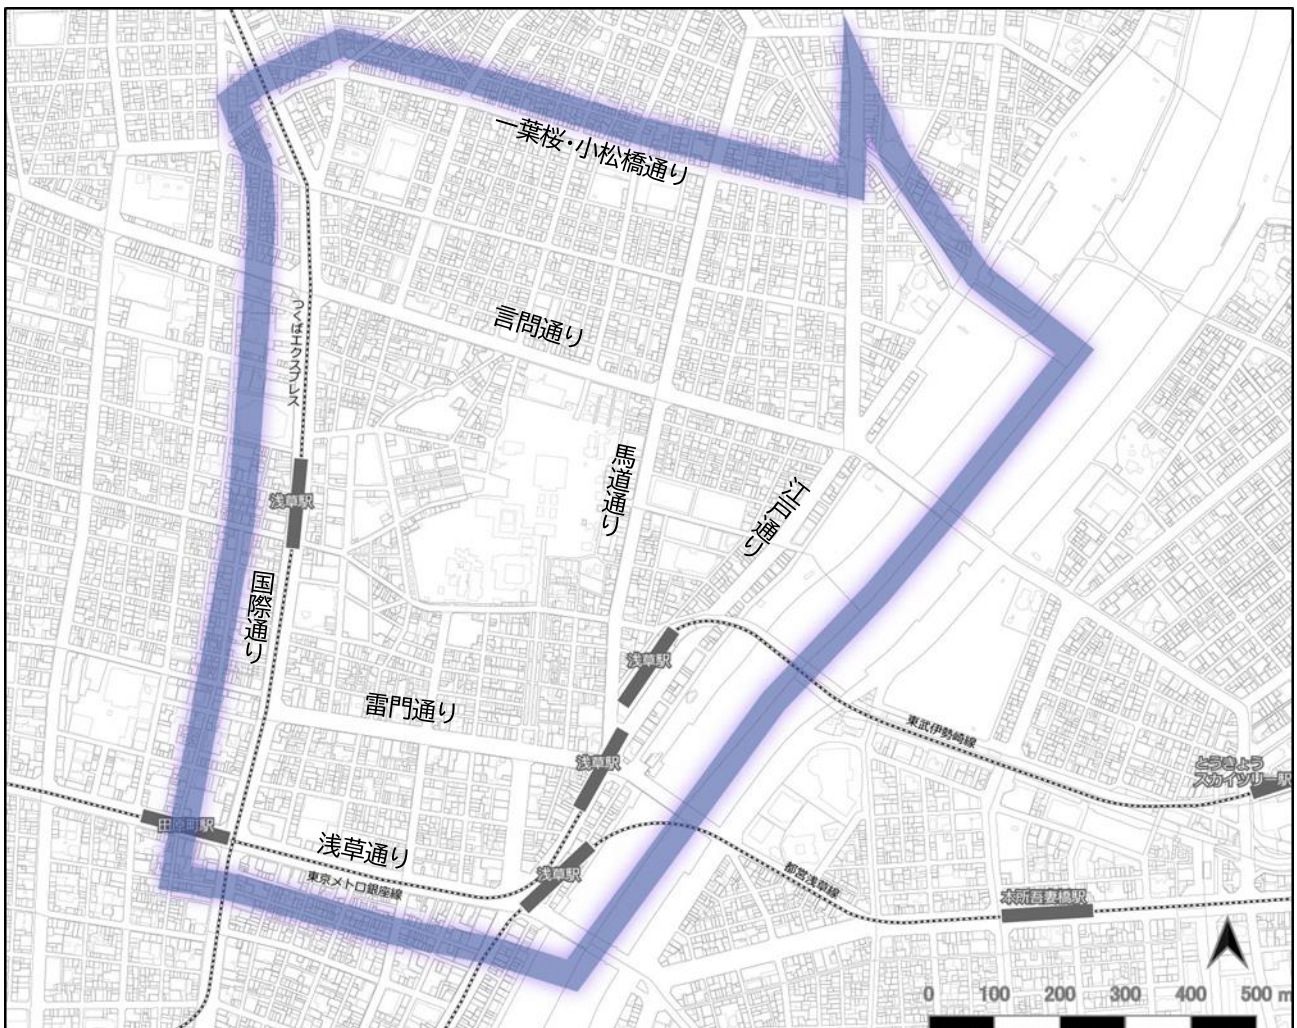 一葉桜・小松橋通り
言問通り
つくばエクスプレス
馬道通り
江戸通り
浅草駅
国際通り
浅草駅
雷門通り
東武伊勢崎線
浅草駅
とうきょう
スカイツリー駅
田原町駅
浅草通り
東京メトロ銀座線
浅草駅
都営浅草線
本所吾妻橋駅
0 100 200 300 400 500 m